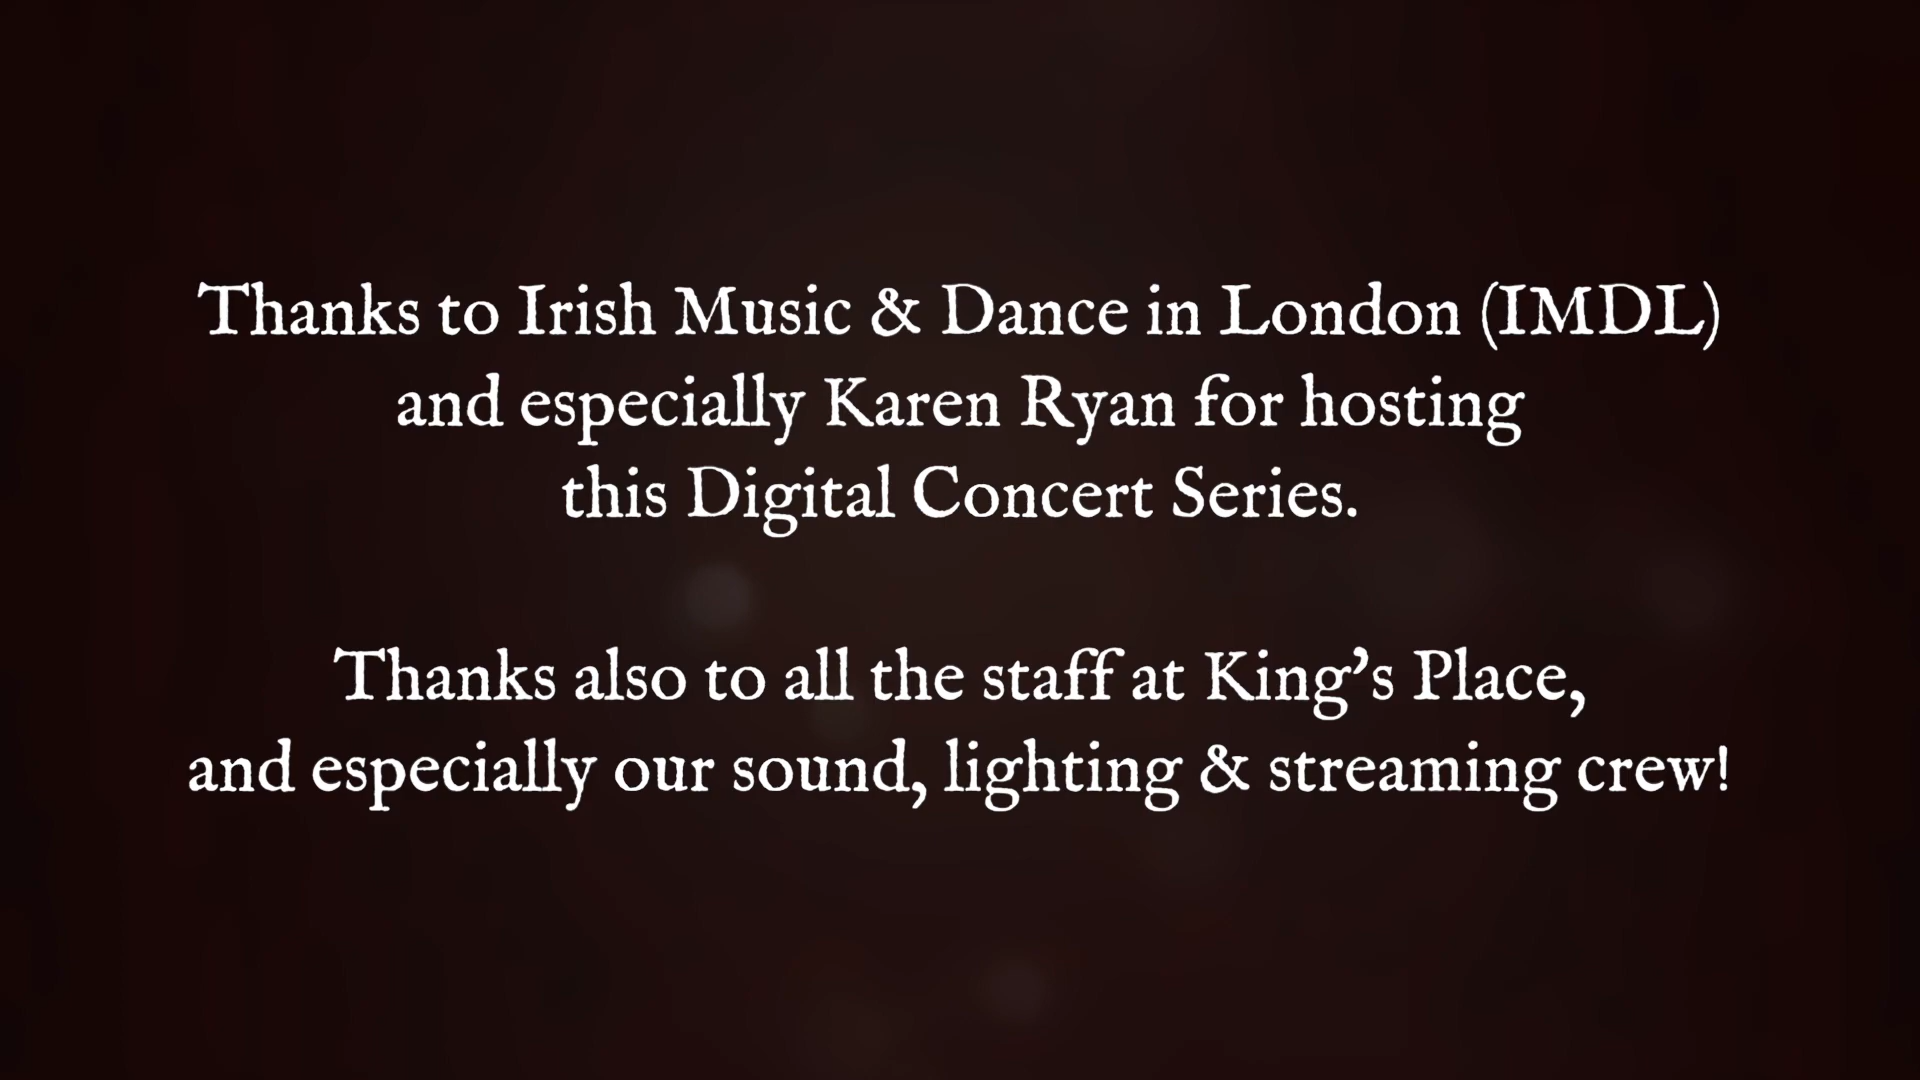 Thanks to Irish Music & Dance in London (IMDL)
and especially Karen Ryan for hosting
this Digital Concert Series.
Thanks also to all the staff at King’s Place,
and especially our sound, lighting & streaming crew!